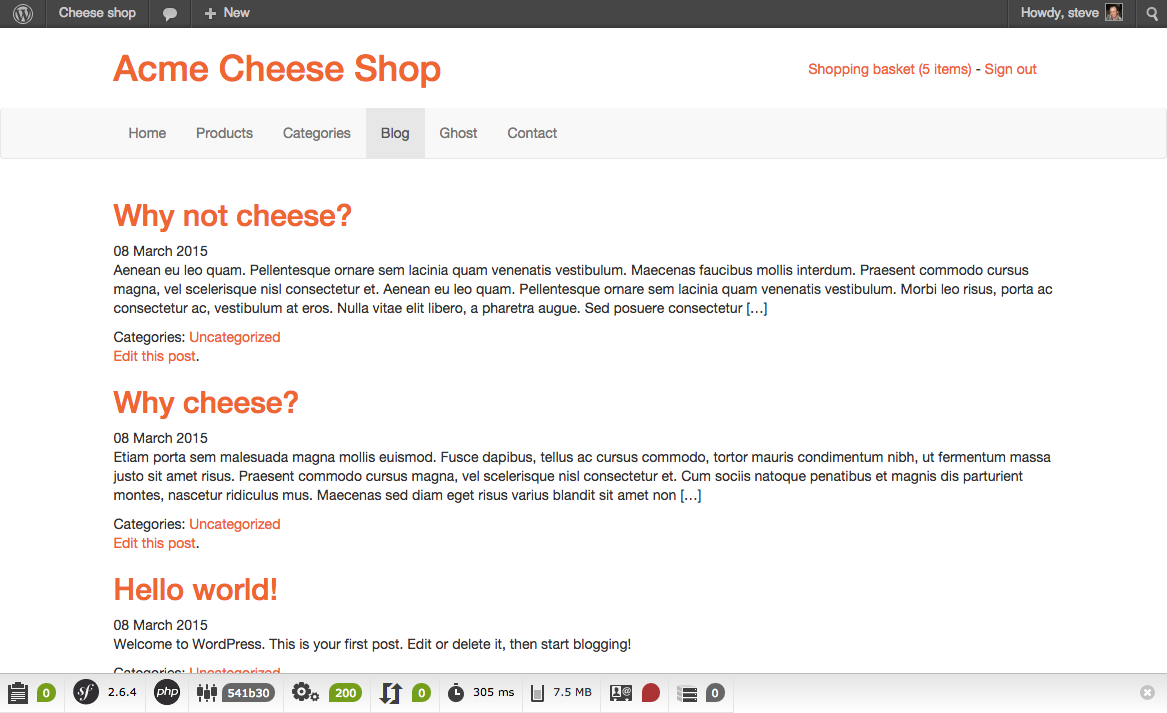 Cheese shop + New Howdy, steve
Acme Cheese Shop
Shopping basket (5 items) - Sign out
Home Products Categories Blog Ghost Contact
Why not cheese?
08 March 2015
Aenean eu leo quam. Pellentesque ornare sem lacinia quam venenatis vestibulum. Maecenas faucibus mollis interdum. Praesent commodo cursus
magna, vel scelerisque nisl consectetur et. Aenean eu leo quam. Pellentesque ornare sem lacinia quam venenatis vestibulum. Morbi leo risus, porta ac
consectetur ac, vestibulum at eros. Nulla vitae elit libero, a pharetra augue. Sed posuere consectetur […]
Categories: Uncategorized
Edit this post.
Why cheese?
08 March 2015
Etiam porta sem malesuada magna mollis euismod. Fusce dapibus, tellus ac cursus commodo, tortor mauris condimentum nibh, ut fermentum massa
justo sit amet risus. Praesent commodo cursus magna, vel scelerisque nisl consectetur et. Cum sociis natoque penatibus et magnis dis parturient
montes, nascetur ridiculus mus. Maecenas sed diam eget risus varius blandit sit amet non […]
Categories: Uncategorized
Edit this post.
Hello world!
08 March 2015
Welcome to WordPress. This is your first post. Edit or delete it, then start blogging!
Categories: Uncategorized
0 sf 2.6.4 php 541b30 200 0 305 ms 7.5 MB 0